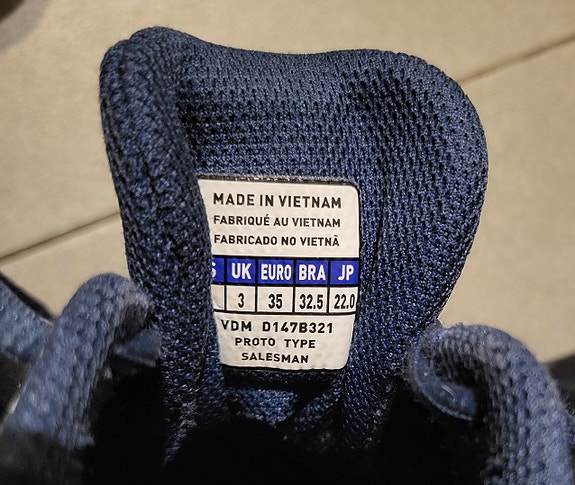 MADE IN VIETNAM
FABRIQUÉ AU VIETNAM
FABRICADO NO VIETNÃ
UK EURO BRA JP
3 35 32.5 22.0
VDM D147B321
PROTO TYPE
SALESMAN